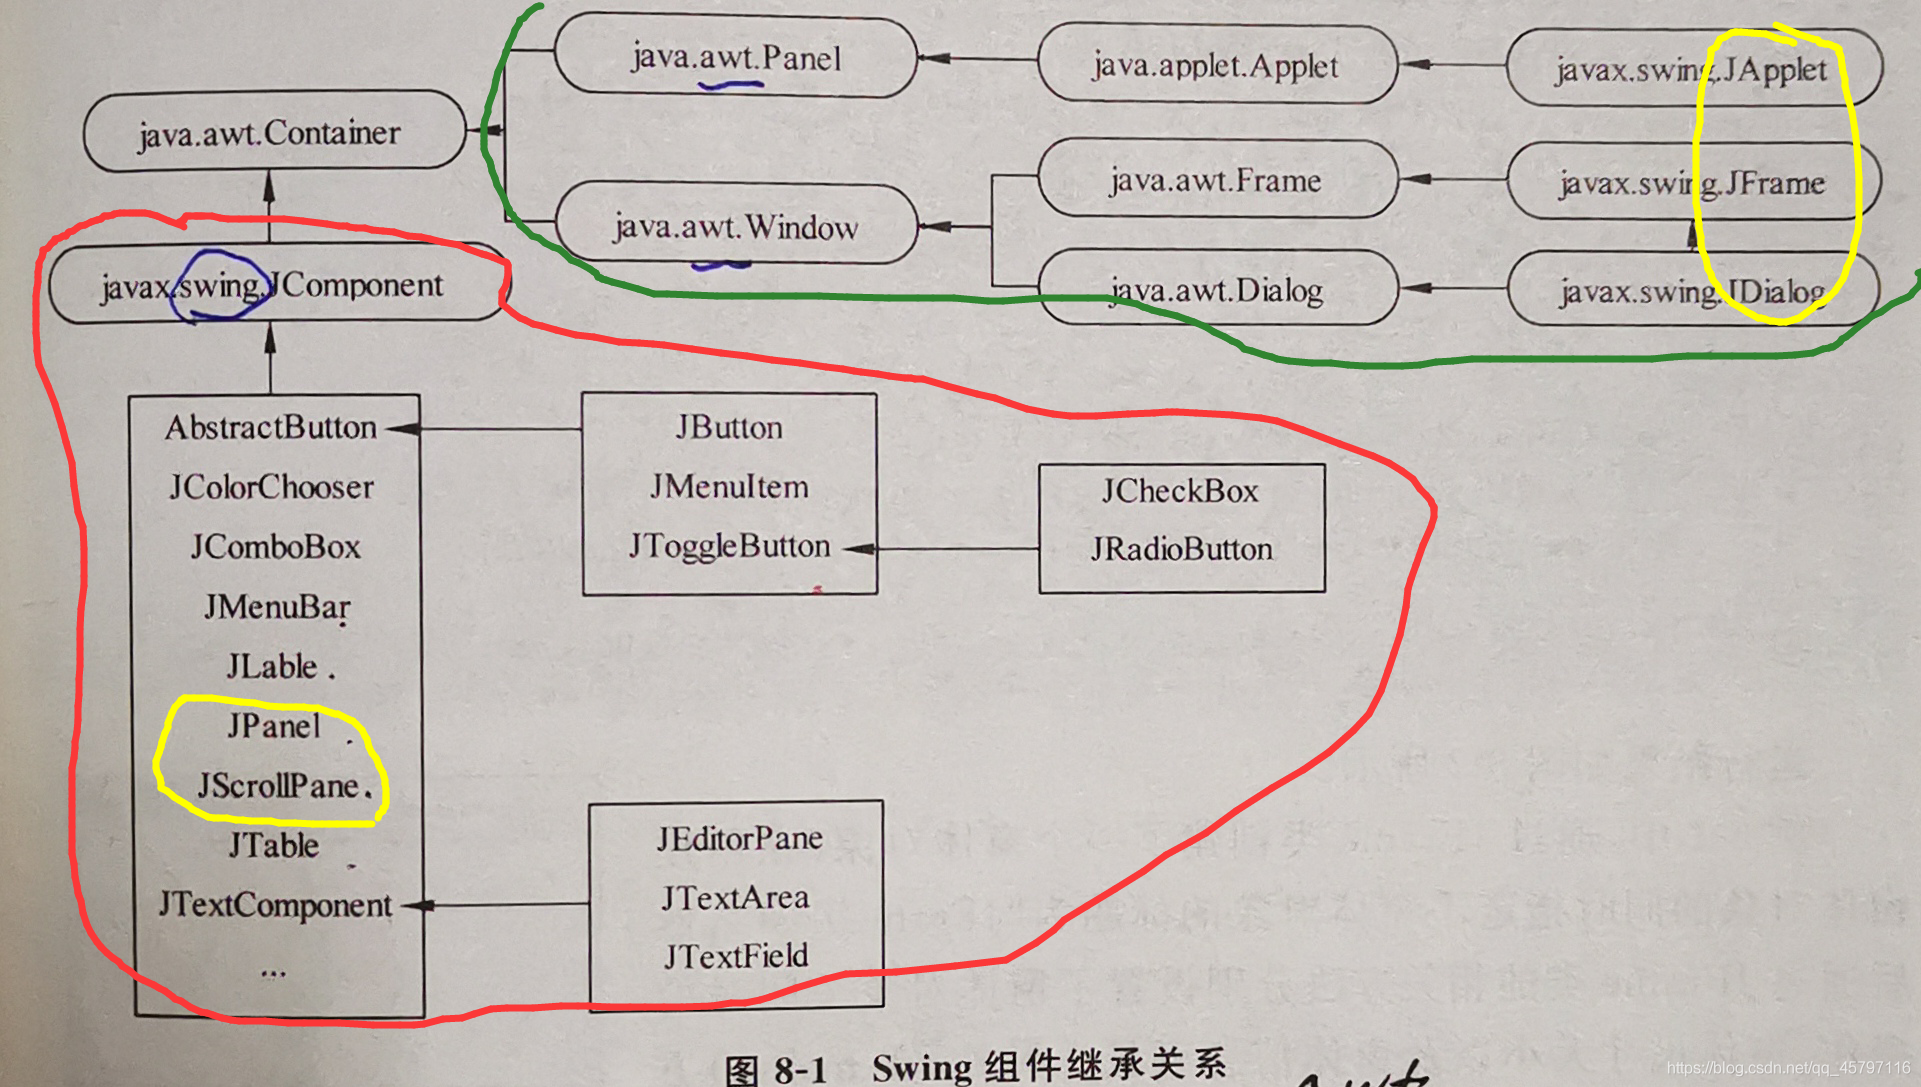 java.awt.Panel
java.applet.Applet
javax.swing.JApplet
java.awt.Container
java.awt.Frame
javax.swing.JFrame
java.awt.Window
javax.swing.JComponent
java.awt.Dialog
javax.swing.JDialog
AbstractButton
JColorChooser
JComboBox
JMenuBar
JLable
JPanel
JScrollPane
JTable
JTextComponent
...
JButton
JMenuItem
JToggleButton
JCheckBox
JRadioButton
JEditorPane
JTextArea
JTextField
图 8-1 Swing 组件继承关系
awt
https://blog.csdn.net/qq_45797116